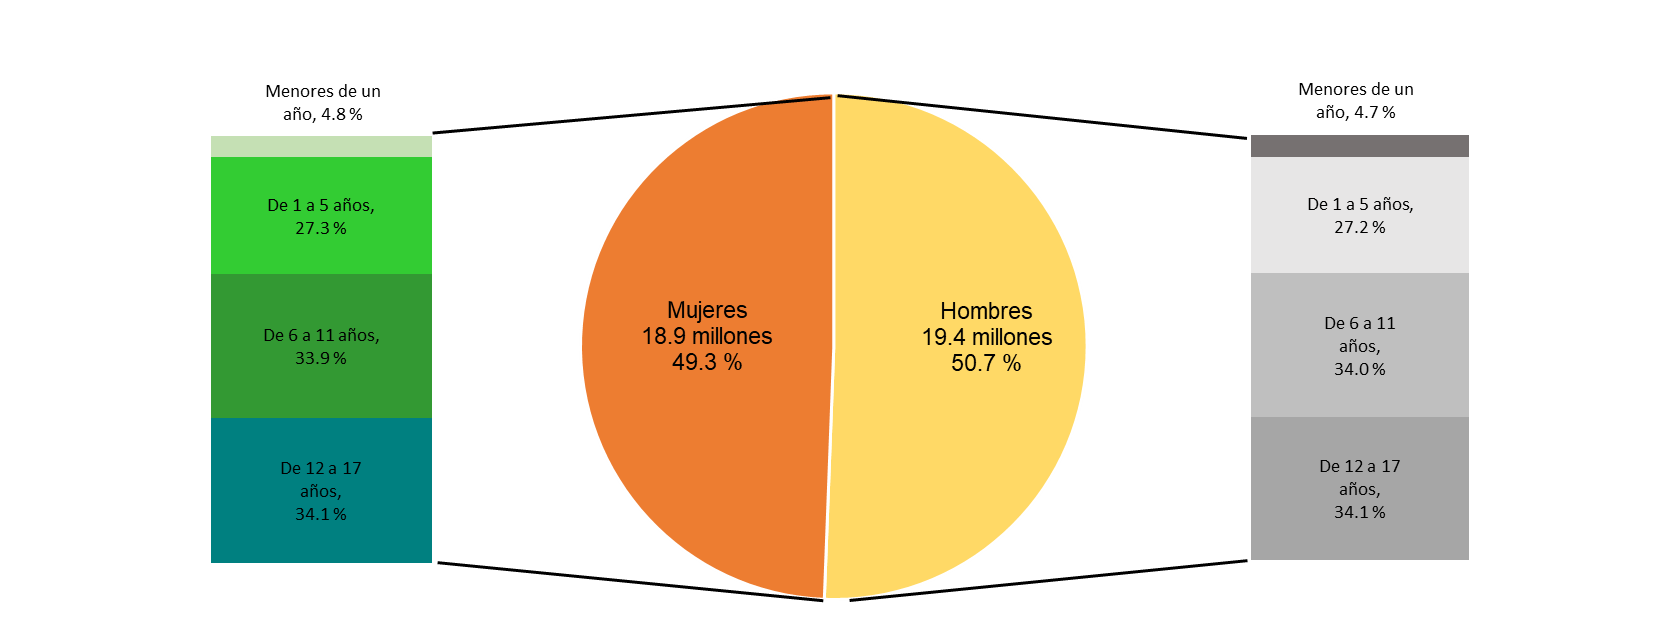 Menores de un
año, 4.8 %
De 1 a 5 años,
27.3 %
De 6 a 11 años,
33.9 %
De 12 a 17
años,
34.1 %
Mujeres
18.9 millones
49.3 %
Hombres
19.4 millones
50.7 %
Menores de un
año, 4.7 %
De 1 a 5 años,
27.2 %
De 6 a 11
años,
34.0 %
De 12 a 17
años,
34.1 %